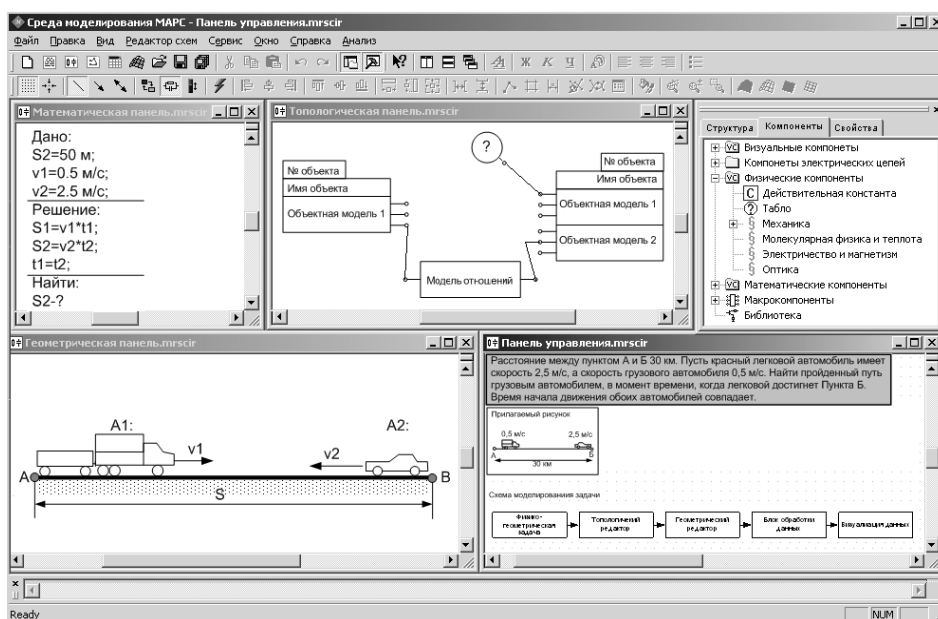 Среда моделирования МАРС - Панель управления.mrscir
Файл Правка Вид Редактор схем Сервис Окно Справка Анализ
Ж К Ч
Математическая панель.mrscir
Дано:
S2=50 м;
v1=0.5 м/с;
v2=2.5 м/с;
Решение:
S1=v1*t1;
S2=v2*t2;
t1=t2;
Найти:
S2-?
Топологическая панель.mrscir
?
№ объекта
Имя объекта
Объектная модель 1
№ объекта
Имя объекта
Объектная модель 1
Объектная модель 2
Модель отношений
Структура Компоненты Свойства
Визуальные компонеты
Компонеты электрических цепей
Физические компоненты
C Действительная константа
? Табло
§ Механика
§ Молекулярная физика и теплота
§ Электричество и магнетизм
§ Оптика
Математические компоненты
Макрокомпоненты
Библиотека
Геометрическая панель.mrscir
A1:
A2:
v1
v2
A
B
S
Панель управления.mrscir
Расстояние между пунктом А и Б 30 км. Пусть красный легковой автомобиль имеет
скорость 2,5 м/с, а скорость грузового автомобиля 0,5 м/с. Найти пройденный путь
грузовым автомобилем, в момент времени, когда легковой достигнет Пункта Б.
Время начала движения обоих автомобилей совпадает.
Прилагаемый рисунок
0,5 м/с
2,5 м/с
А
Б
30 км
Схема моделирования задачи
Физико-
геометрическая
задача
Топологичений
редактор
Геометрический
редактор
Блок обработки
данных
Визуализация данных
Ready
NUM